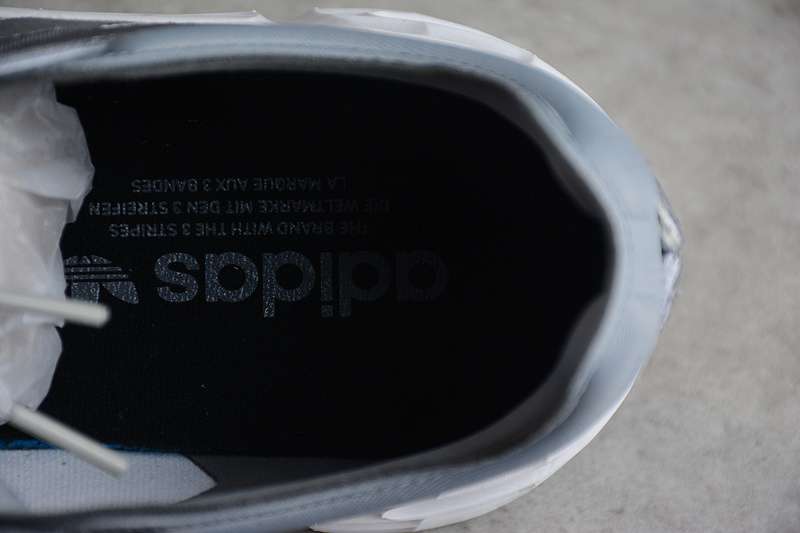 adidas
THE BRAND WITH THE 3 STRIPES
DIE WELTMARKE MIT DEN 3 STREIFEN
LA MARQUE AUX 3 BANDES